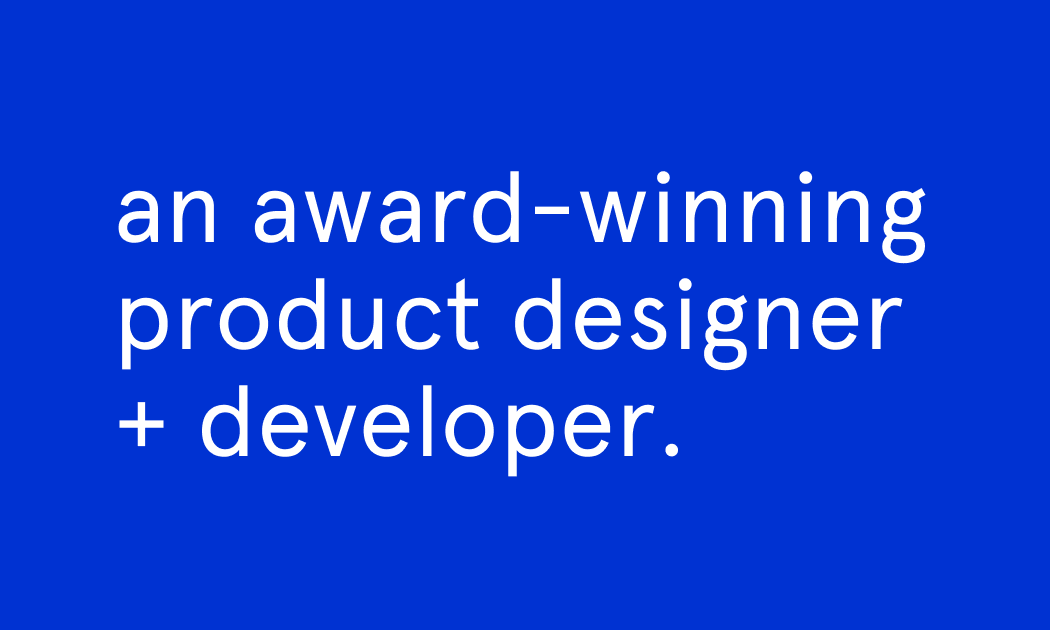 an award-winning
product designer
+ developer.